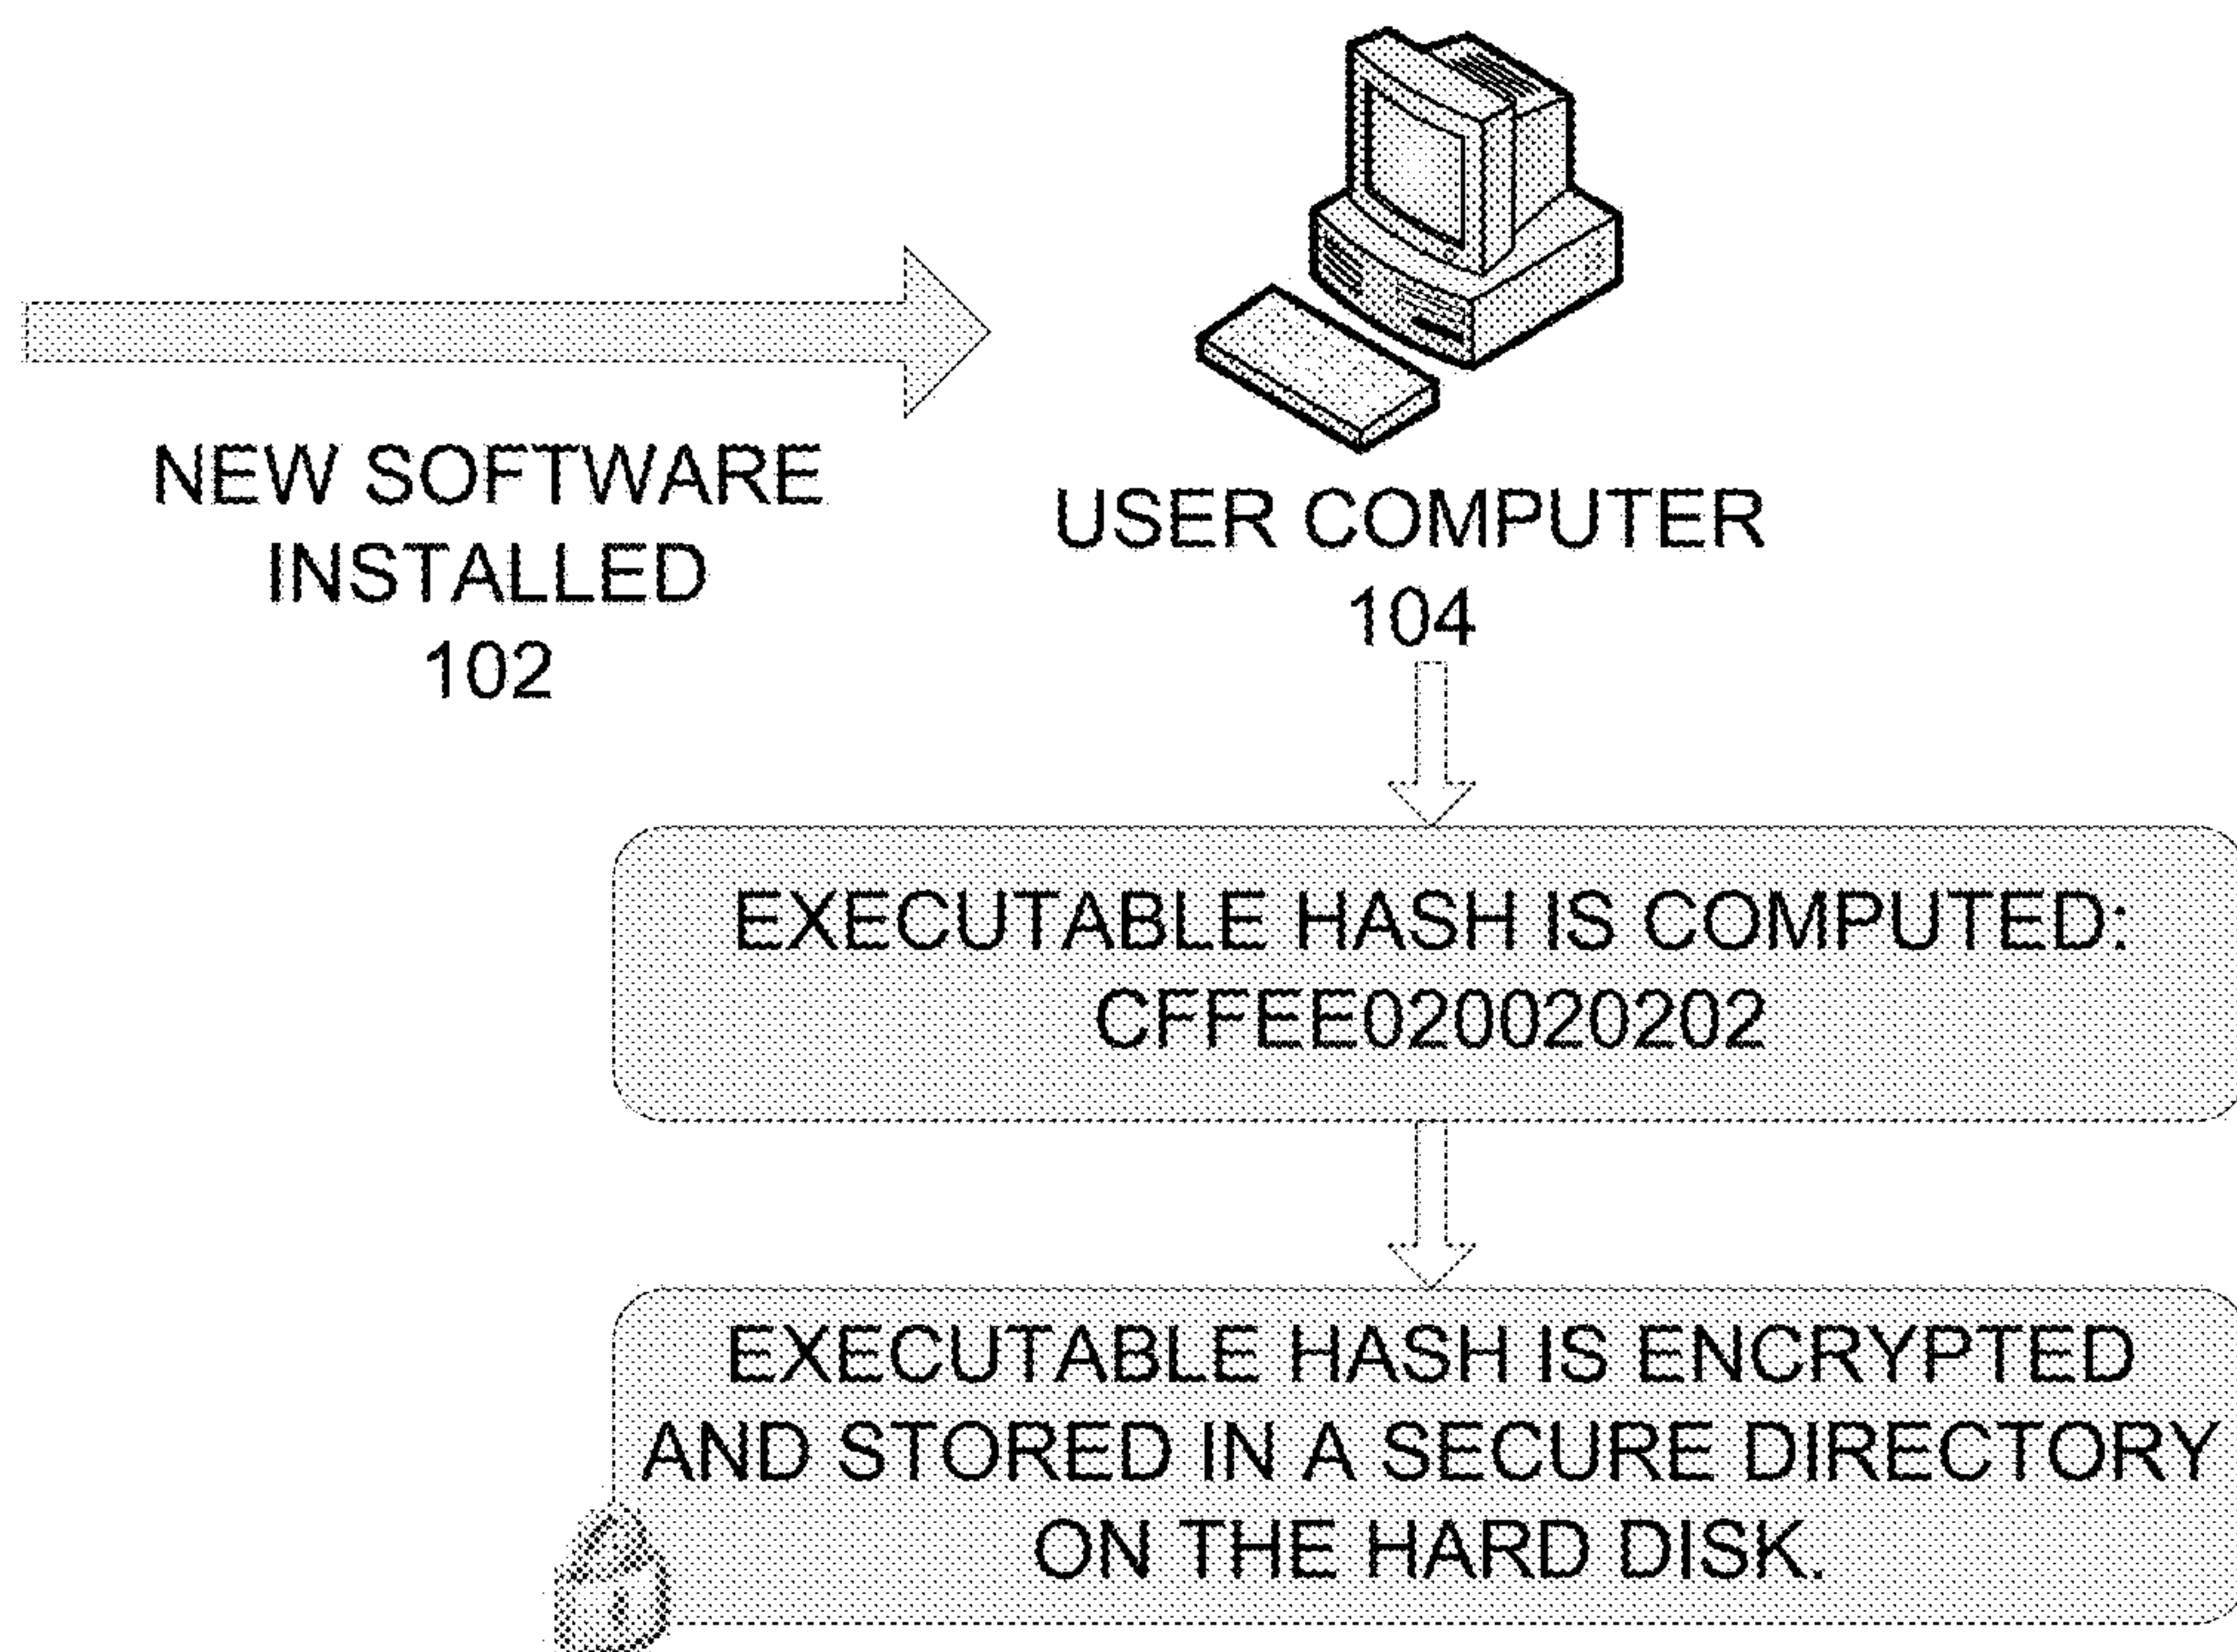 NEW SOFTWARE
INSTALLED
102
USER COMPUTER
104
EXECUTABLE HASH IS COMPUTED:
CFFEE020020202
EXECUTABLE HASH IS ENCRYPTED
AND STORED IN A SECURE DIRECTORY
ON THE HARD DISK.